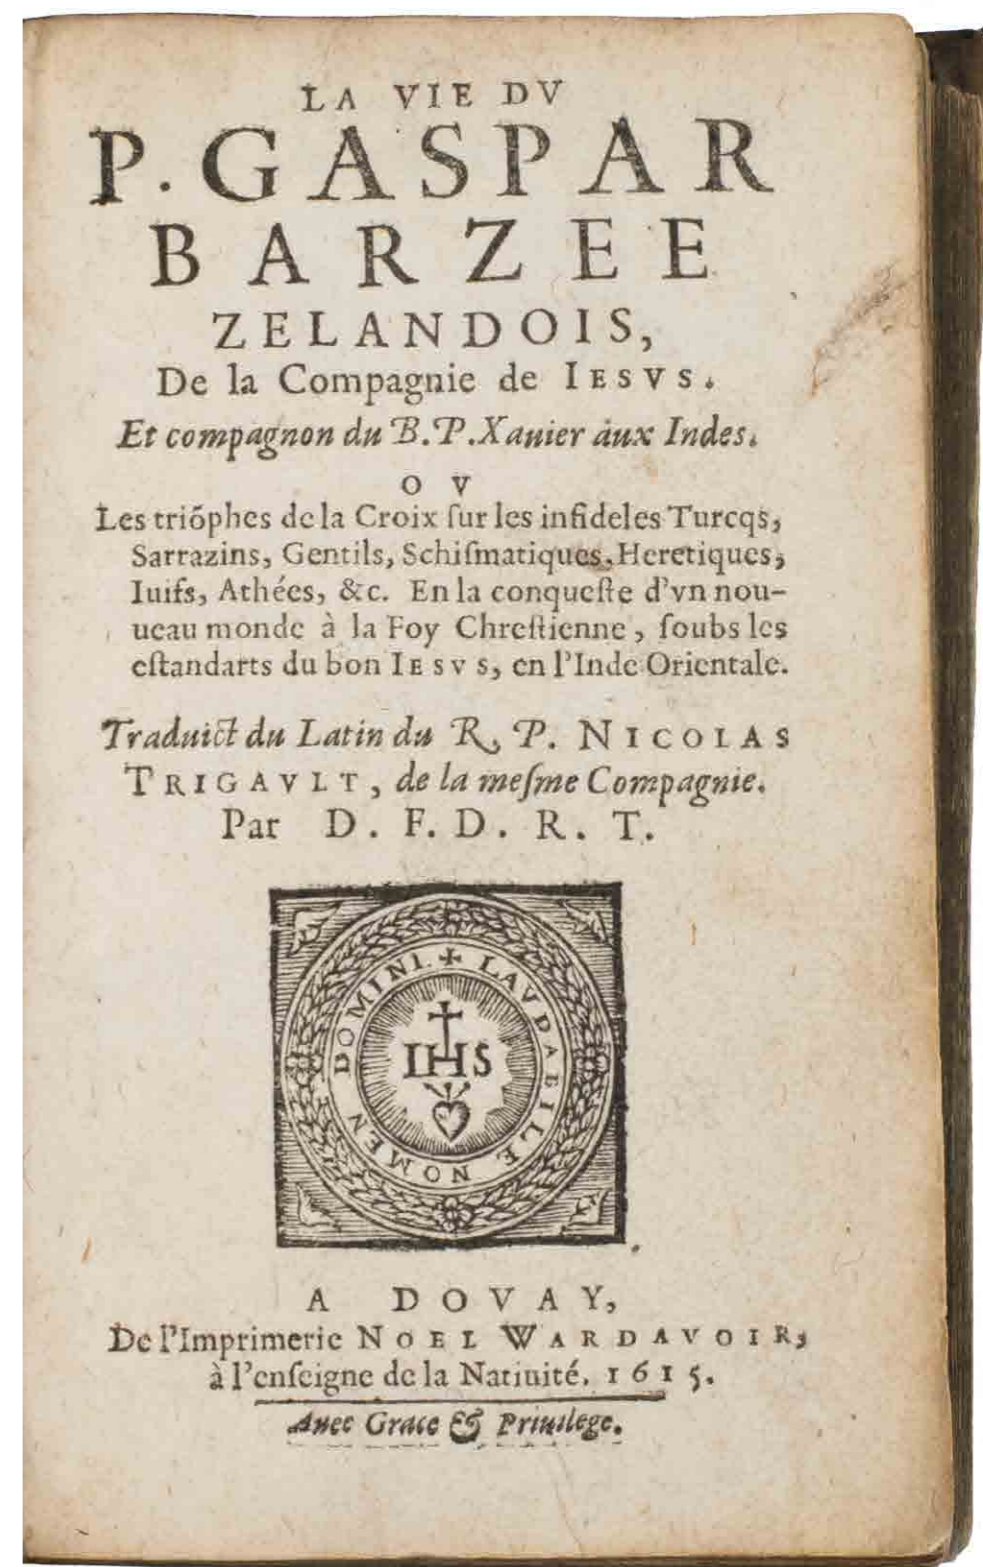 LA VIE DV
P. GASPAR
BARZEE
ZELANDOIS,
De la Compagnie de IESVS.
Et compagnon du B.P.Xauier aux Indes.
OV
Les triõphes de la Croix ſur les infideles Turcqs,
Sarrazins, Gentils, Schiſmatiques, Heretiques,
Iuifs, Athées, &c. En la conqueſte d'vn nou-
ueau monde à la Foy Chreſtienne, ſoubs les
eſtandarts du bon IESVS, en l'Inde Orientale.
Traduict du Latin du R. P. NICOLAS
TRIGAVLT, de la meſme Compagnie.
Par D. F. D. R. T.
✝ LAVDABILE NOMEN DOMINI.
IHS
A DOVAY,
De l'Imprimerie NOEL WARDAVOIR,
à l'enſeigne de la Natiuité. 1615.
Auec Grace & Priuilege.